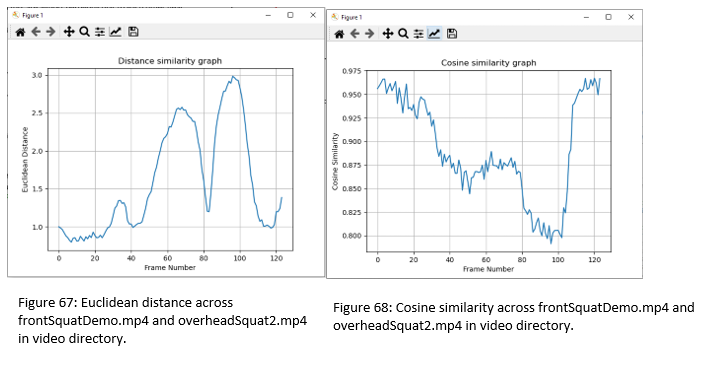 Figure 1
Distance similarity graph
Euclidean Distance
3.0
2.5
2.0
1.5
1.0
0
20
40
60
80
100
120
Frame Number
Figure 67: Euclidean distance across
frontSquatDemo.mp4 and overheadSquat2.mp4
in video directory.
Figure 1
Cosine similarity graph
Cosine Similarity
0.975
0.950
0.925
0.900
0.875
0.850
0.825
0.800
0
20
40
60
80
100
120
Frame Number
Figure 68: Cosine similarity across frontSquatDemo.mp4 and
overheadSquat2.mp4 in video directory.